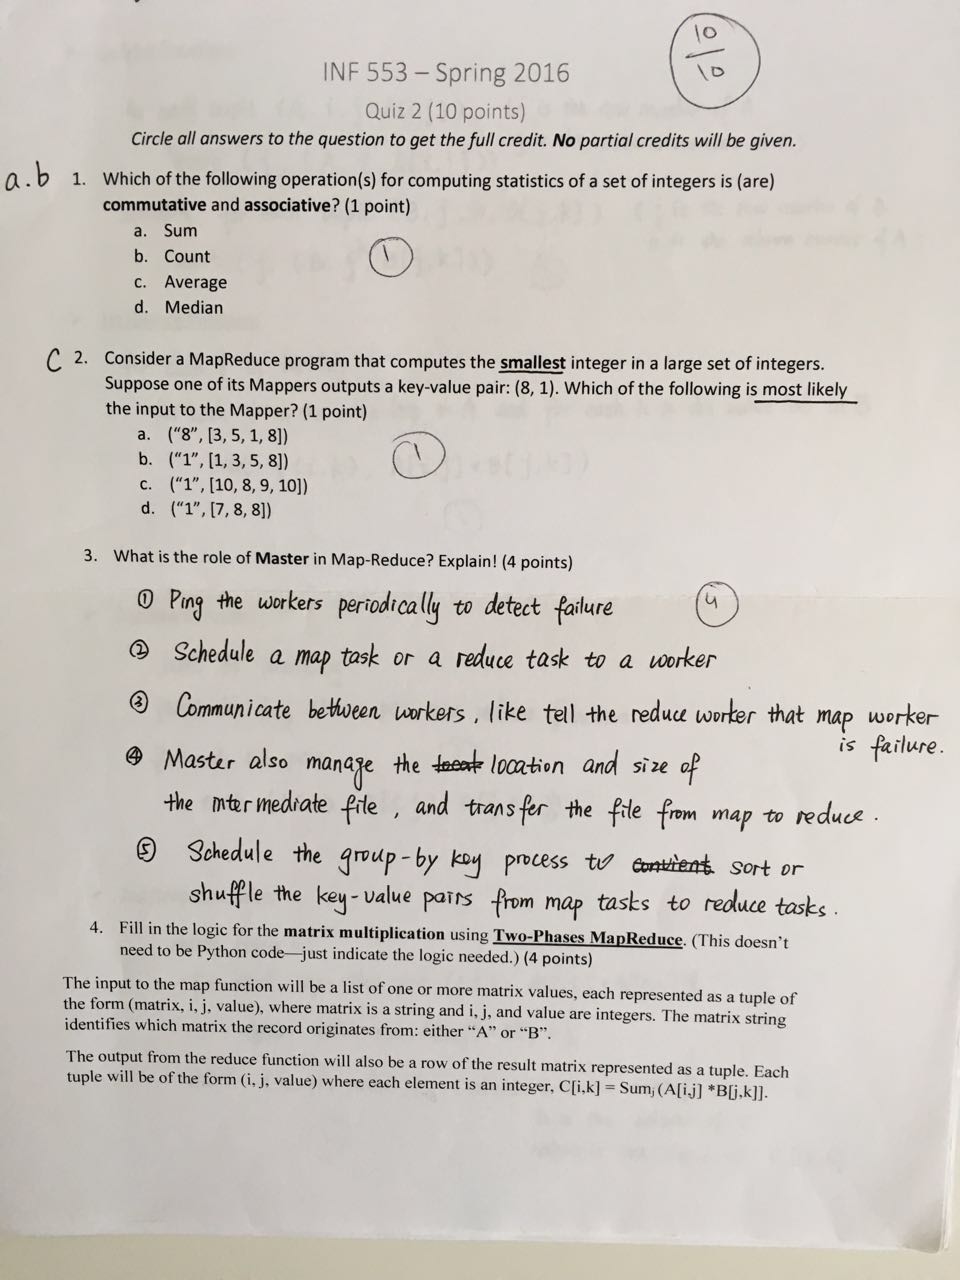 10
10
INF 553 – Spring 2016
Quiz 2 (10 points)
Circle all answers to the question to get the full credit. No partial credits will be given.
a.b 1. Which of the following operation(s) for computing statistics of a set of integers is (are)
commutative and associative? (1 point)
a. Sum
b. Count
1
c. Average
d. Median
C 2. Consider a MapReduce program that computes the smallest integer in a large set of integers.
Suppose one of its Mappers outputs a key-value pair: (8, 1). Which of the following is most likely
the input to the Mapper? (1 point)
a. (“8”, [3, 5, 1, 8])
b. (“1”, [1, 3, 5, 8])
1
c. (“1”, [10, 8, 9, 10])
d. (“1”, [7, 8, 8])
3. What is the role of Master in Map-Reduce? Explain! (4 points)
① Ping the workers periodically to detect failure
4
② Schedule a map task or a reduce task to a worker
③ Communicate between workers, like tell the reduce worker that map worker
is failure.
④ Master also manage the location and size of
the intermediate file, and transfer the file from map to reduce.
⑤ Schedule the group-by key process to sort or
shuffle the key-value pairs from map tasks to reduce tasks.
4. Fill in the logic for the matrix multiplication using Two-Phases MapReduce. (This doesn’t
need to be Python code—just indicate the logic needed.) (4 points)
The input to the map function will be a list of one or more matrix values, each represented as a tuple of
the form (matrix, i, j, value), where matrix is a string and i, j, and value are integers. The matrix string
identifies which matrix the record originates from: either “A” or “B”.
The output from the reduce function will also be a row of the result matrix represented as a tuple. Each
tuple will be of the form (i, j, value) where each element is an integer, C[i,k] = Sumj (A[i,j] *B[j,k]].